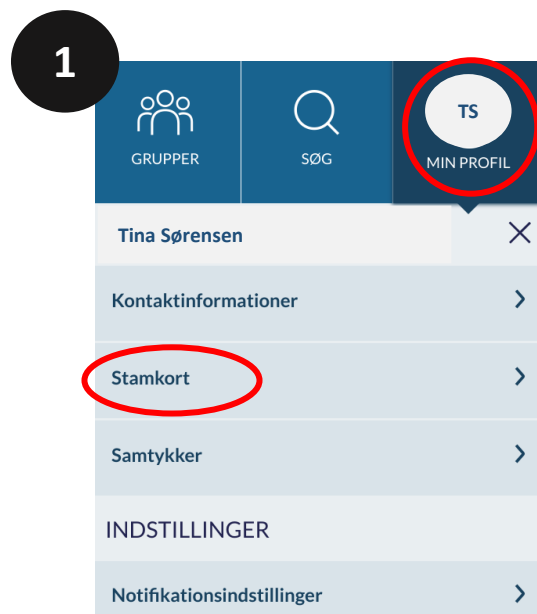 1
GRUPPER
SØG
TS
MIN PROFIL
Tina Sørensen
Kontaktinformationer
Stamkort
Samtykker
INDSTILLINGER
Notifikationsindstillinger